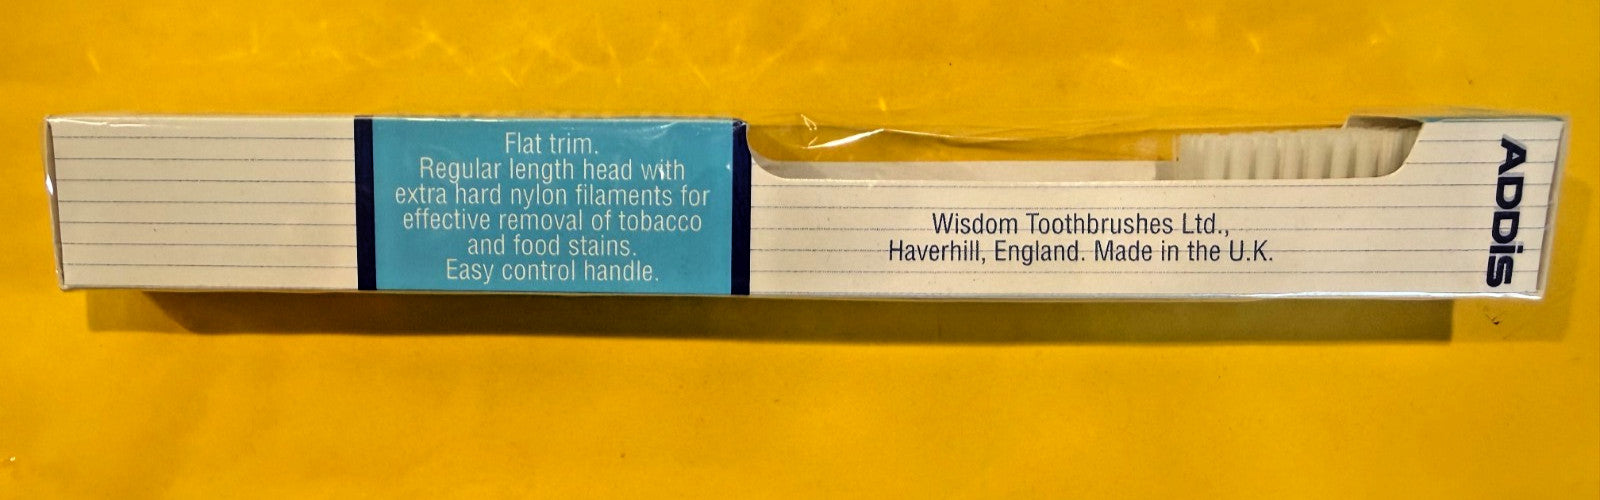 Flat trim.
Regular length head with
extra hard nylon filaments for
effective removal of tobacco
and food stains.
Easy control handle.
Wisdom Toothbrushes Ltd.,
Haverhill, England. Made in the U.K.
ADDiS